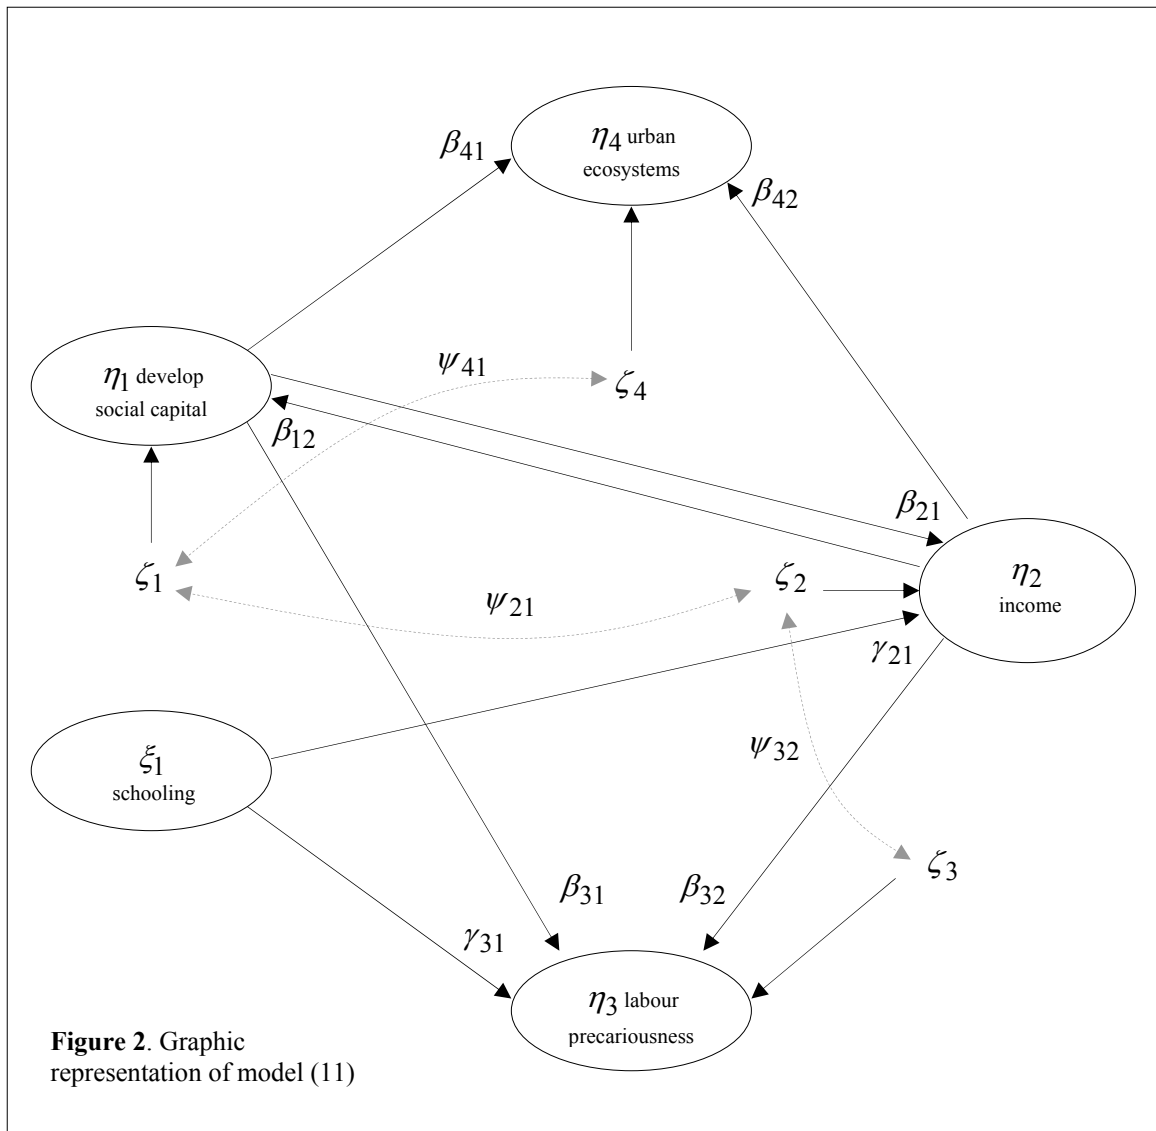 η4 urban
ecosystems
β41
β42
ψ41
ζ4
η1 develop
social capital
β12
β21
ζ1
ψ21
ζ2
η2
income
γ21
ξ1
schooling
ψ32
ζ3
β31
β32
γ31
η3 labour
precariousness
Figure 2. Graphic
representation of model (11)